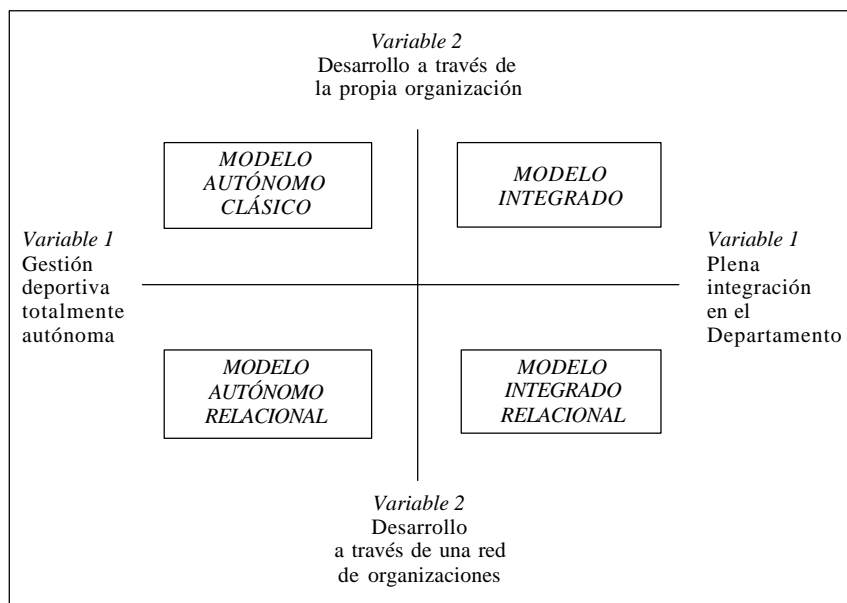 Variable 2
Desarrollo a través de
la propia organización
MODELO
AUTÓNOMO
CLÁSICO
MODELO
INTEGRADO
Variable 1
Gestión
deportiva
totalmente
autónoma
Variable 1
Plena
integración
en el
Departamento
MODELO
AUTÓNOMO
RELACIONAL
MODELO
INTEGRADO
RELACIONAL
Variable 2
Desarrollo
a través de una red
de organizaciones